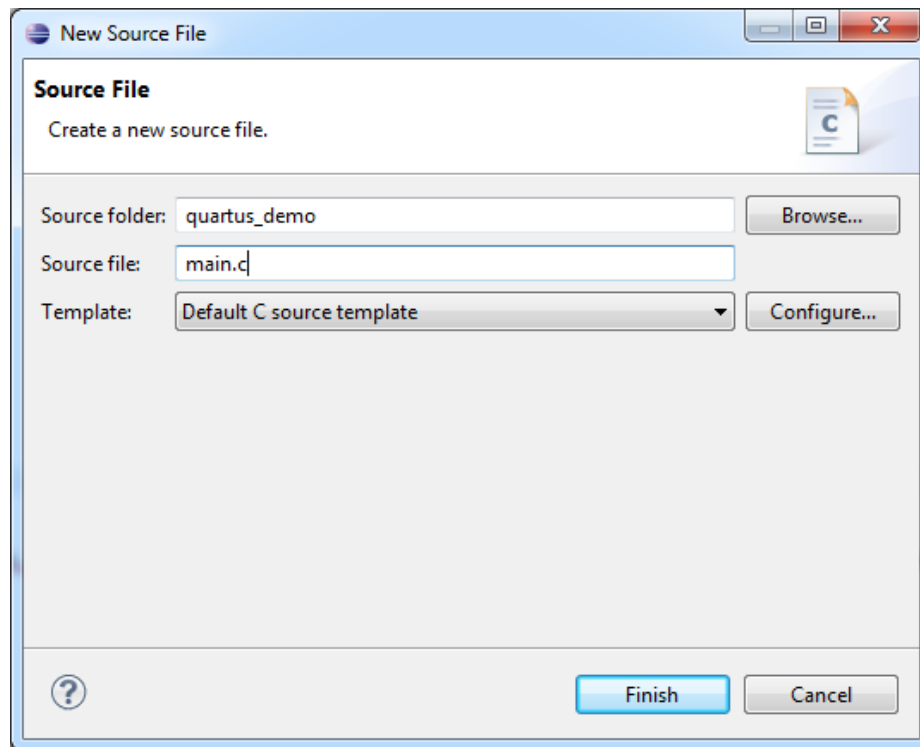 New Source File
Source File
Create a new source file.
C
Source folder: quartus_demo Browse...
Source file: main.c
Template: Default C source template Configure...
? Finish Cancel